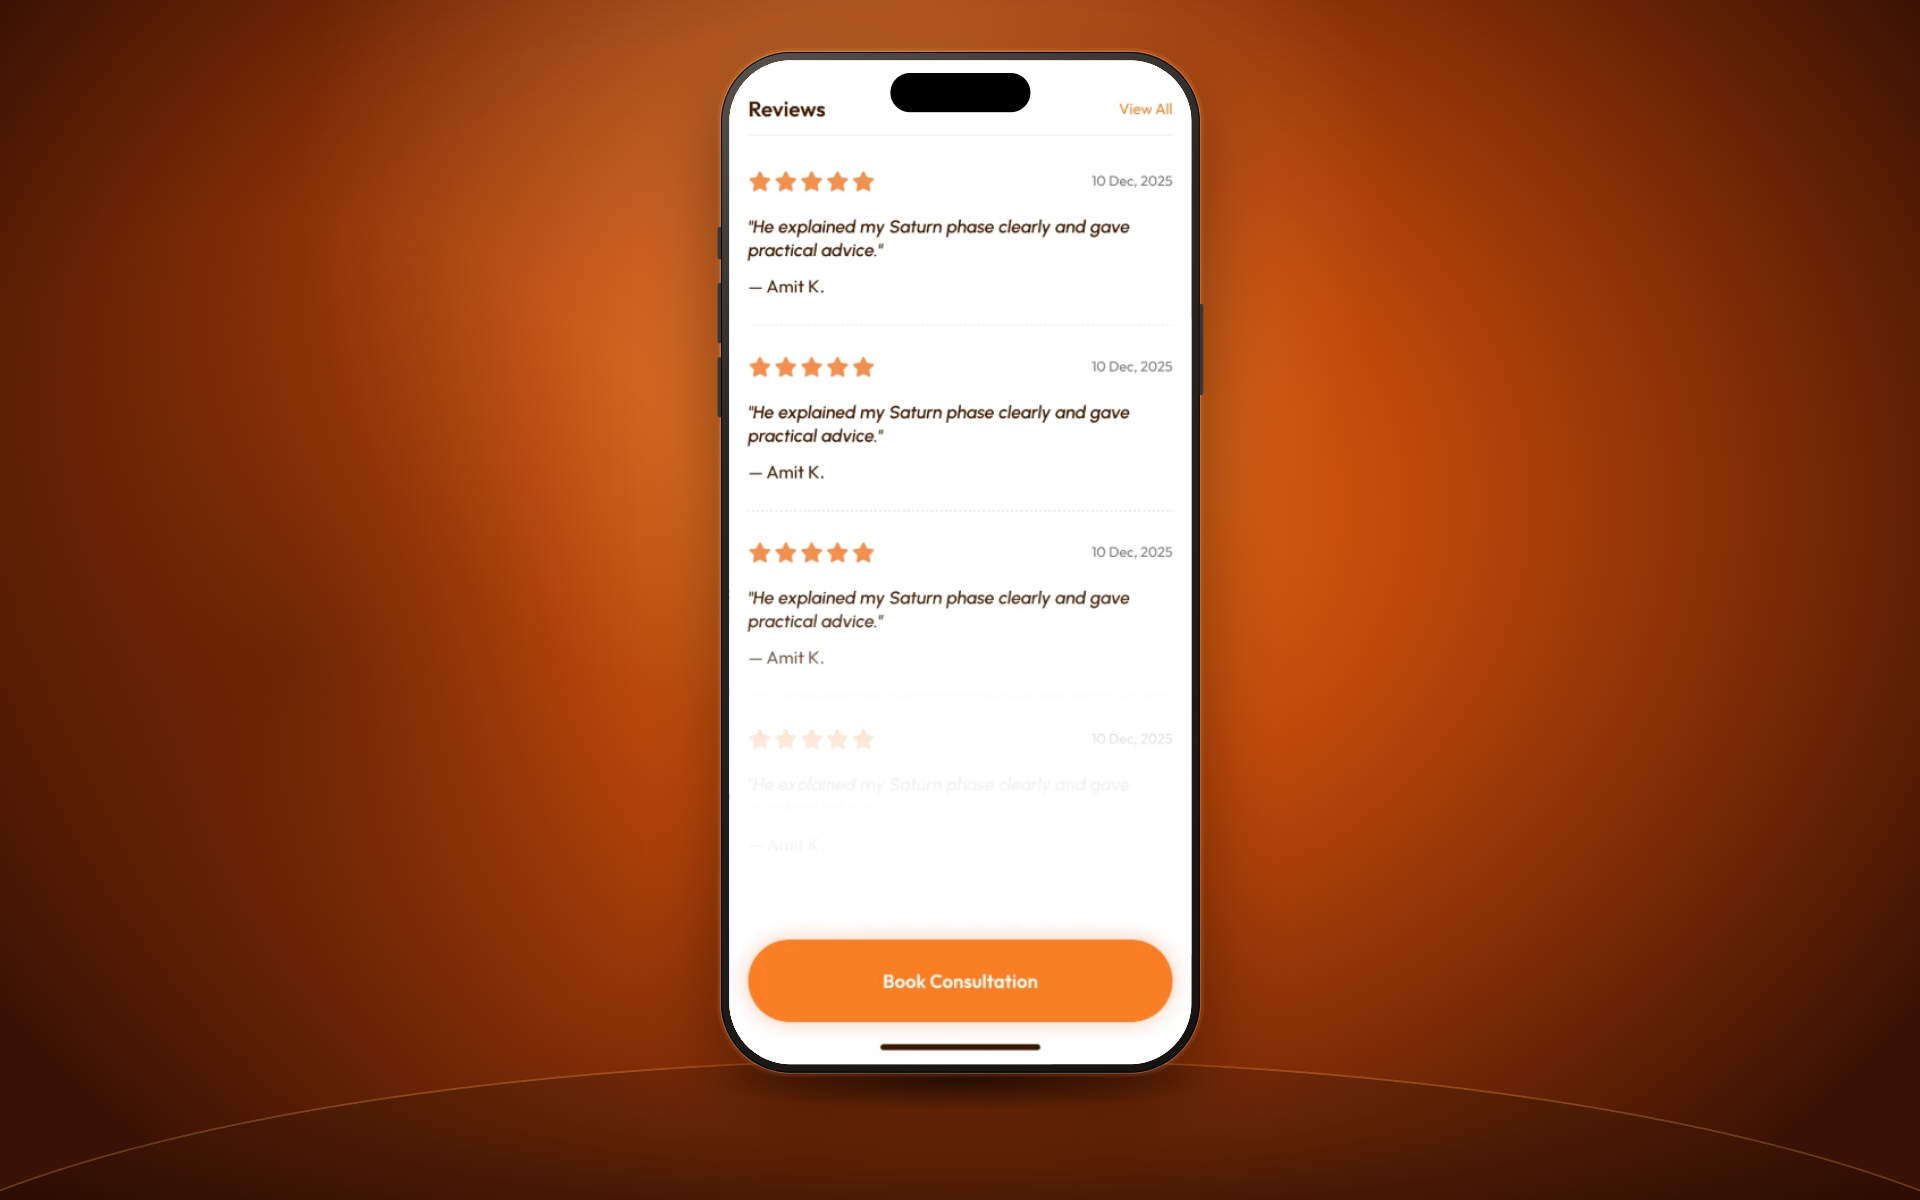 Reviews
View All
10 Dec, 2025
"He explained my Saturn phase clearly and gave
practical advice."
— Amit K.
10 Dec, 2025
"He explained my Saturn phase clearly and gave
practical advice."
— Amit K.
10 Dec, 2025
"He explained my Saturn phase clearly and gave
practical advice."
— Amit K.
10 Dec, 2025
"He explained my Saturn phase clearly and gave
— Amit K.
Book Consultation